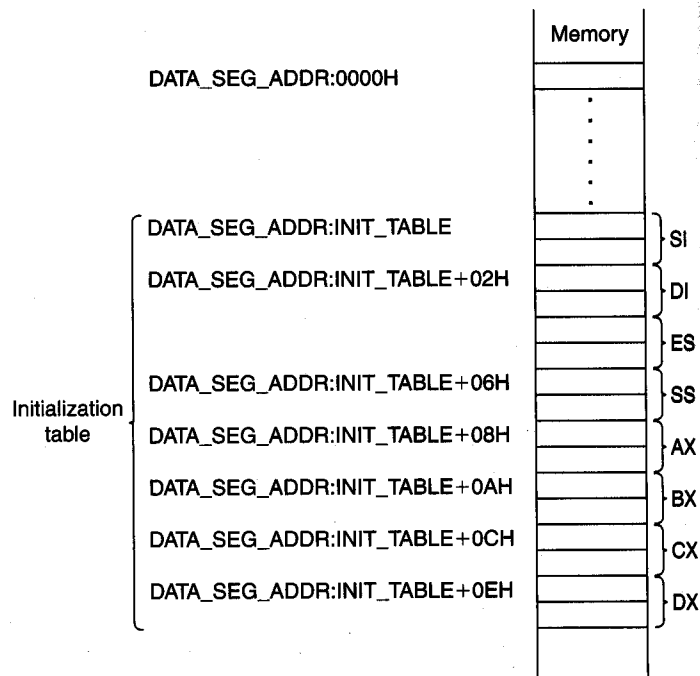 Memory
DATA_SEG_ADDR:0000H
DATA_SEG_ADDR:INIT_TABLE
SI
DATA_SEG_ADDR:INIT_TABLE+02H
DI
ES
DATA_SEG_ADDR:INIT_TABLE+06H
SS
Initialization
table
DATA_SEG_ADDR:INIT_TABLE+08H
AX
DATA_SEG_ADDR:INIT_TABLE+0AH
BX
DATA_SEG_ADDR:INIT_TABLE+0CH
CX
DATA_SEG_ADDR:INIT_TABLE+0EH
DX